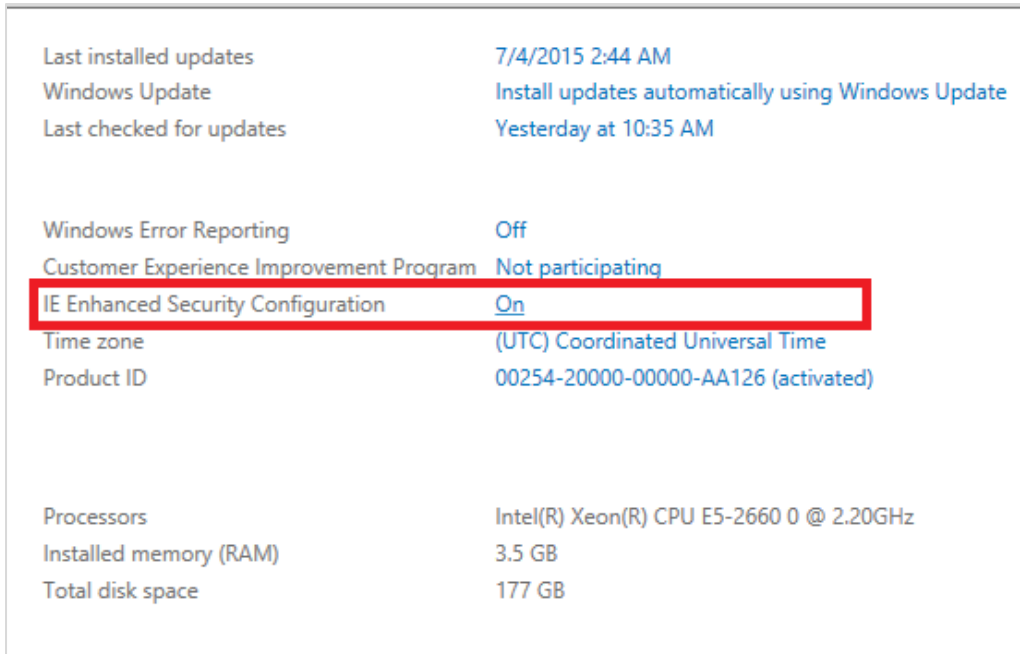 Last installed updates 7/4/2015 2:44 AM
Windows Update Install updates automatically using Windows Update
Last checked for updates Yesterday at 10:35 AM
Windows Error Reporting Off
Customer Experience Improvement Program Not participating
IE Enhanced Security Configuration On
Time zone (UTC) Coordinated Universal Time
Product ID 00254-20000-00000-AA126 (activated)
Processors Intel(R) Xeon(R) CPU E5-2660 0 @ 2.20GHz
Installed memory (RAM) 3.5 GB
Total disk space 177 GB